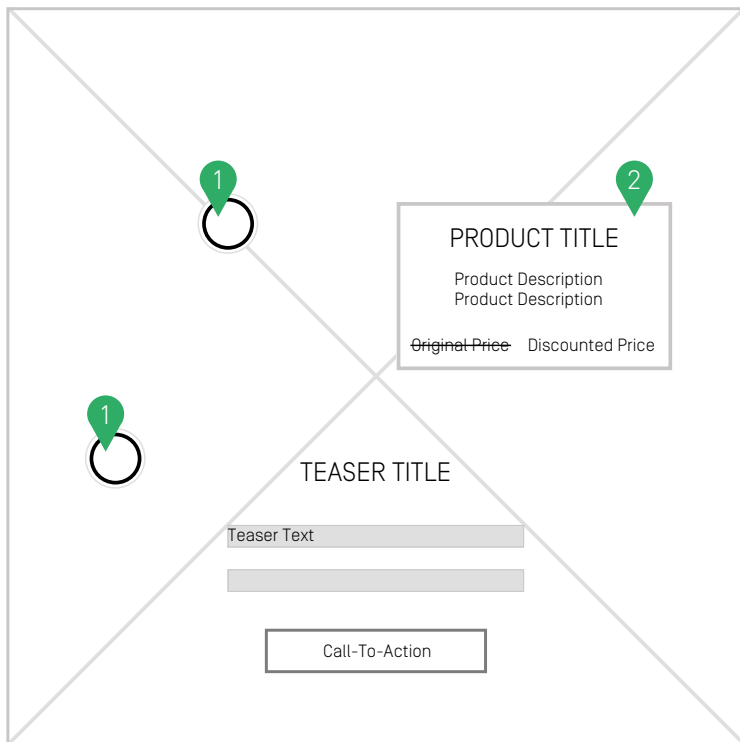 1
2
PRODUCT TITLE
Product Description
Product Description
Original Price Discounted Price
1
TEASER TITLE
Teaser Text
Call-To-Action